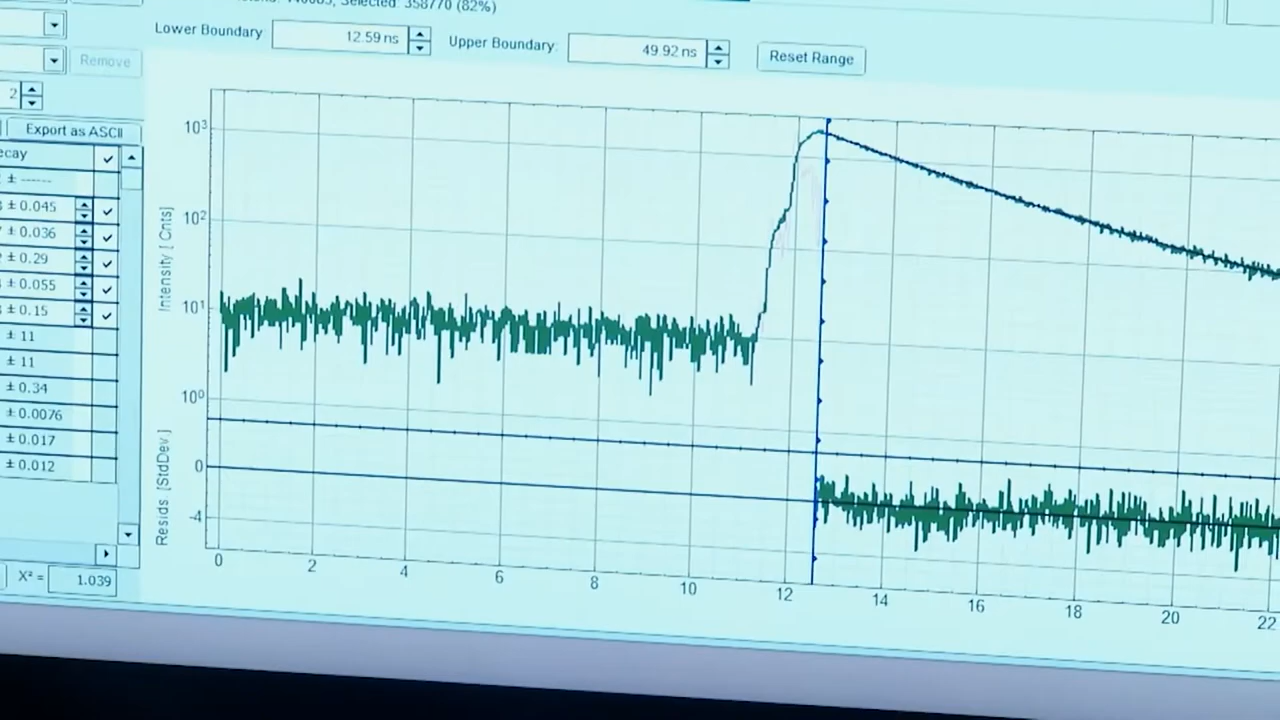 Selected: 358770 (82%)
Lower Boundary 12.59 ns Upper Boundary: 49.92 ns Reset Range
Remove
2
Export as ASCII
ecay
± ------
± 0.045
± 0.036
± 0.29
± 0.055
± 0.15
± 11
± 11
± 0.34
± 0.0076
± 0.017
± 0.012
X² = 1.039
Intensity [ Cnts]
10³
10²
10¹
10⁰
Resids. [StdDev.]
0
-4
0 2 4 6 8 10 12 14 16 18 20 22